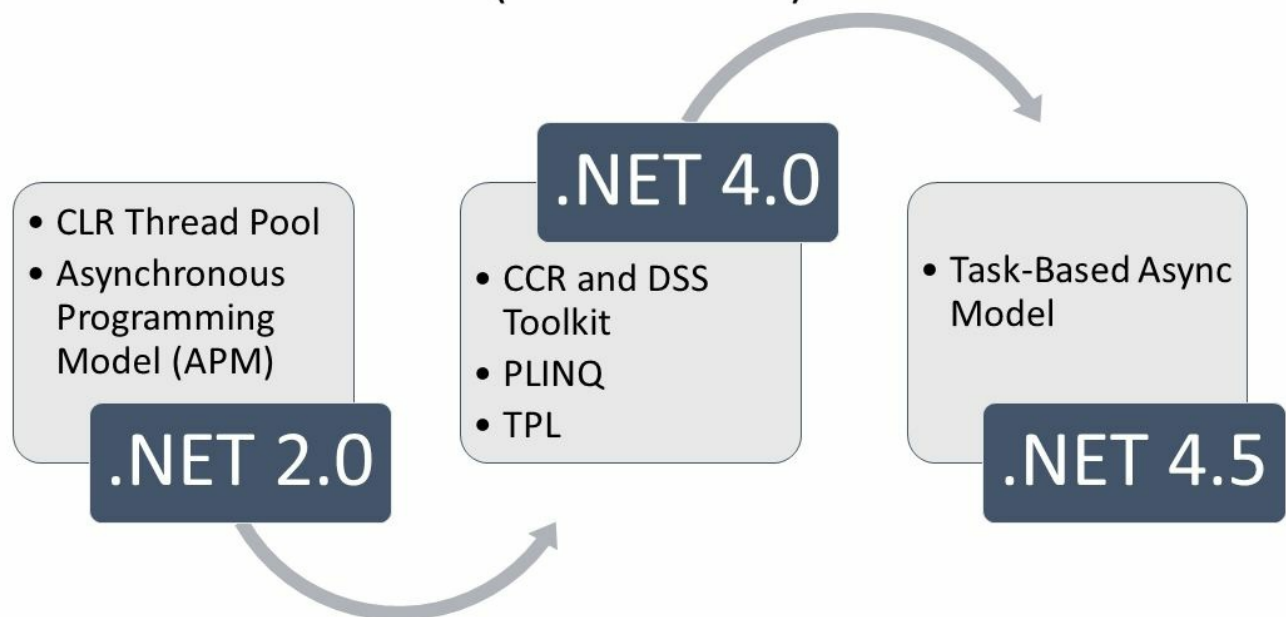 • CLR Thread Pool
• Asynchronous
Programming
Model (APM)
.NET 2.0
.NET 4.0
• CCR and DSS
Toolkit
• PLINQ
• TPL
• Task-Based Async
Model
.NET 4.5